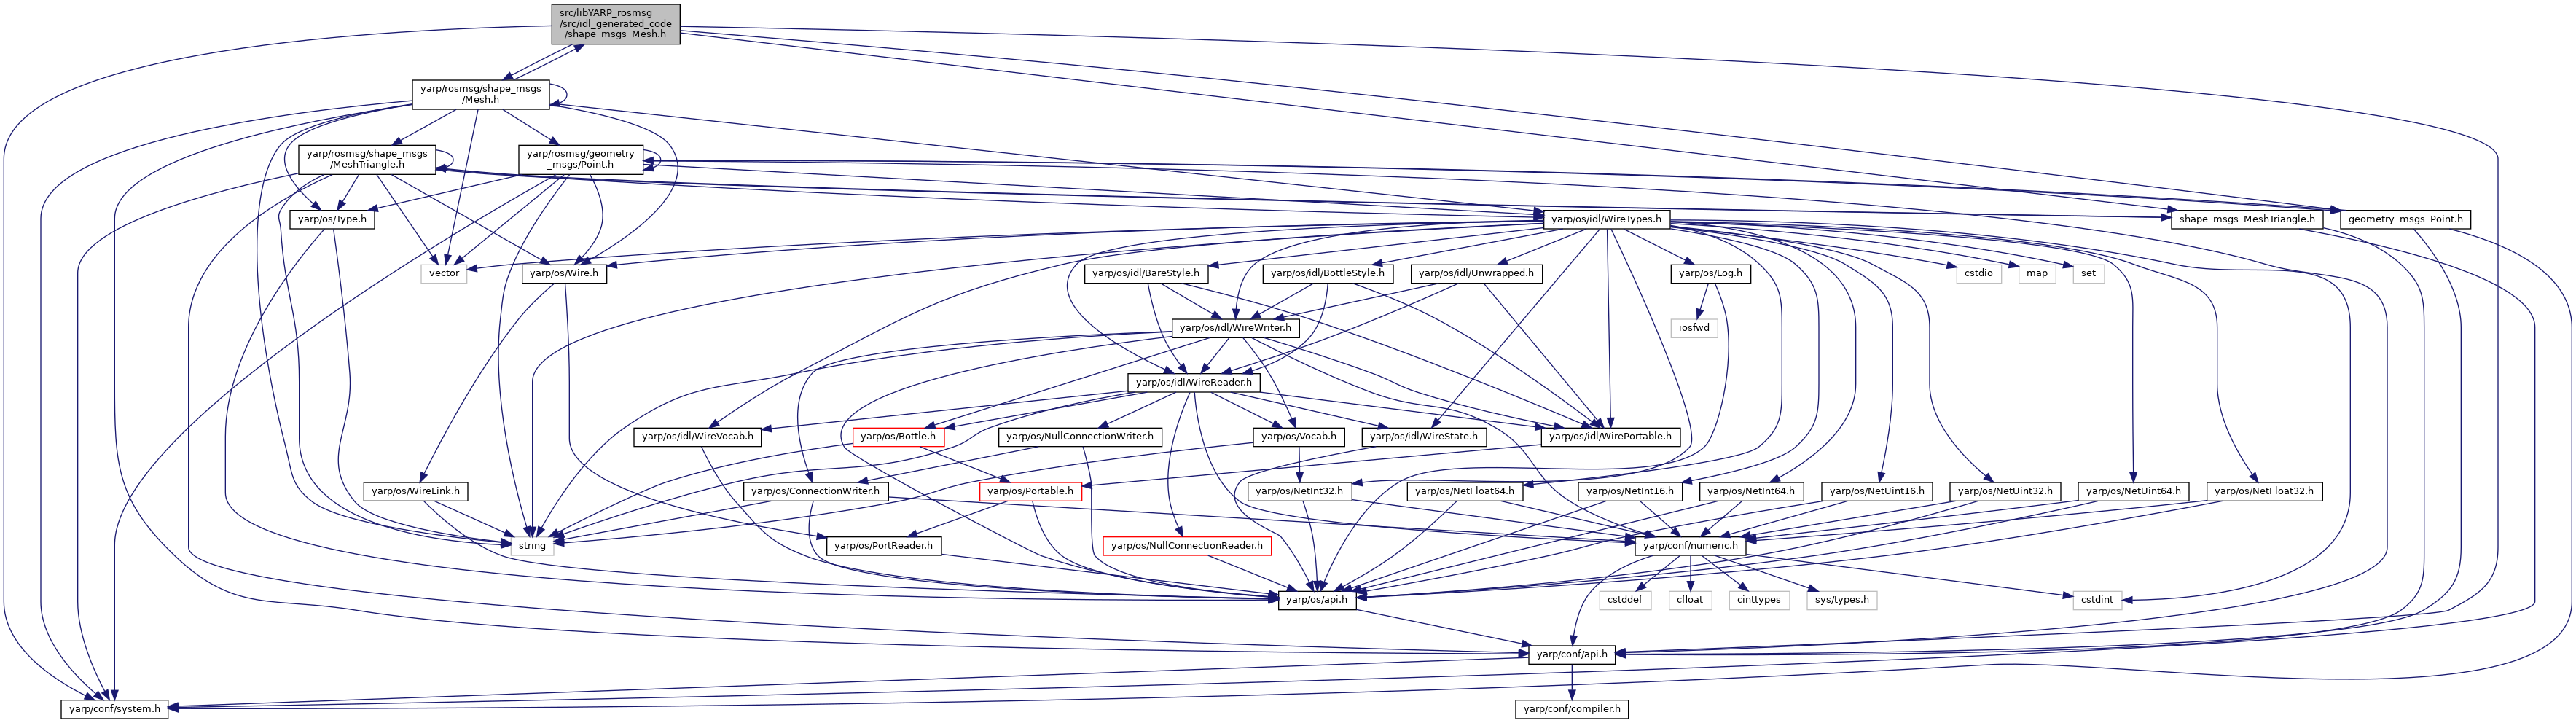 src/libYARP_rosmsg
/src/idl_generated_code
/shape_msgs_Mesh.h
yarp/rosmsg/shape_msgs
/Mesh.h
yarp/rosmsg/shape_msgs
/MeshTriangle.h
yarp/rosmsg/geometry
_msgs/Point.h
yarp/os/Type.h
yarp/os/idl/WireTypes.h
shape_msgs_MeshTriangle.h
geometry_msgs_Point.h
vector
yarp/os/Wire.h
yarp/os/idl/BareStyle.h
yarp/os/idl/BottleStyle.h
yarp/os/idl/Unwrapped.h
yarp/os/Log.h
cstdio
map
set
yarp/os/idl/WireWriter.h
iosfwd
yarp/os/idl/WireReader.h
yarp/os/idl/WireVocab.h
yarp/os/Bottle.h
yarp/os/NullConnectionWriter.h
yarp/os/Vocab.h
yarp/os/idl/WireState.h
yarp/os/idl/WirePortable.h
yarp/os/WireLink.h
yarp/os/ConnectionWriter.h
yarp/os/Portable.h
yarp/os/NetInt32.h
yarp/os/NetFloat64.h
yarp/os/NetInt16.h
yarp/os/NetInt64.h
yarp/os/NetUint16.h
yarp/os/NetUint32.h
yarp/os/NetUint64.h
yarp/os/NetFloat32.h
string
yarp/os/PortReader.h
yarp/os/NullConnectionReader.h
yarp/conf/numeric.h
yarp/os/api.h
cstddef
cfloat
cinttypes
sys/types.h
cstdint
yarp/conf/api.h
yarp/conf/system.h
yarp/conf/compiler.h